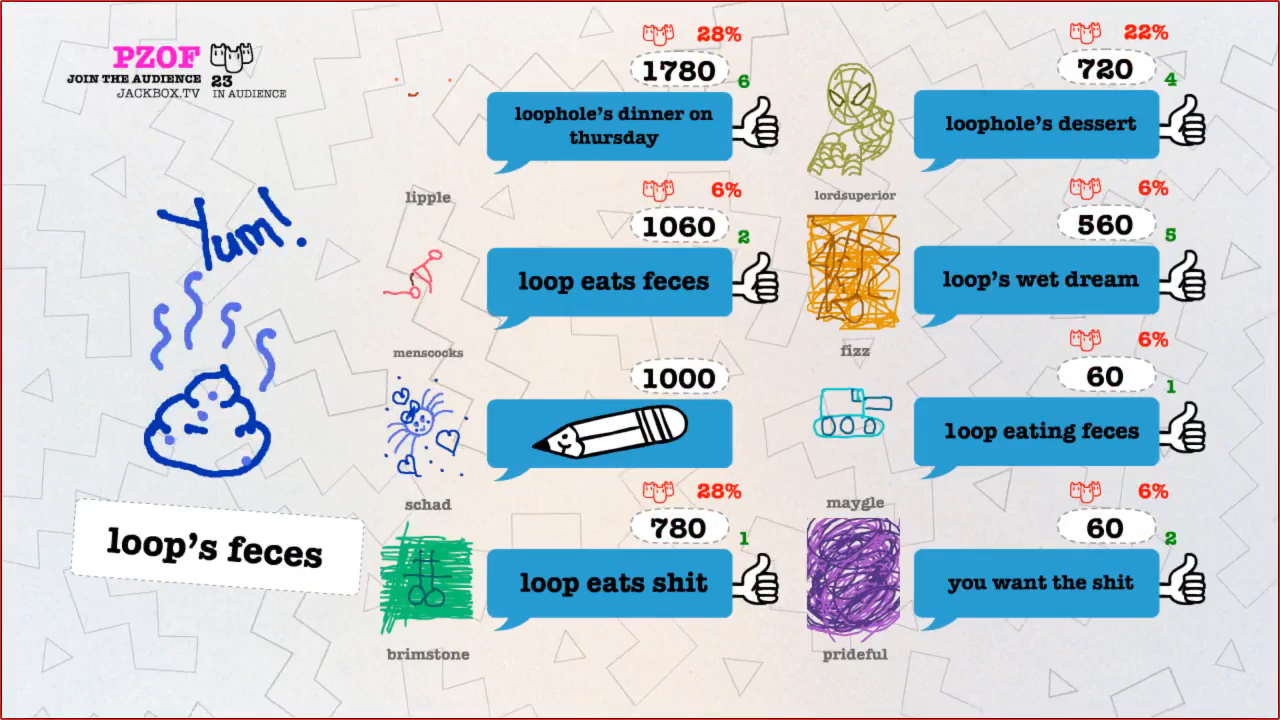 PZOF
JOIN THE AUDIENCE
JACKBOX.TV
23
IN AUDIENCE
Yum!
loop's feces
28%
1780
6
loophole's dinner on
thursday
lipple
6%
1060
2
loop eats feces
menscocks
1000
schad
28%
780
1
loop eats shit
brimstone
22%
720
4
loophole's dessert
lordsuperior
6%
560
5
loop's wet dream
fizz
6%
60
1
loop eating feces
maygle
6%
60
2
you want the shit
prideful